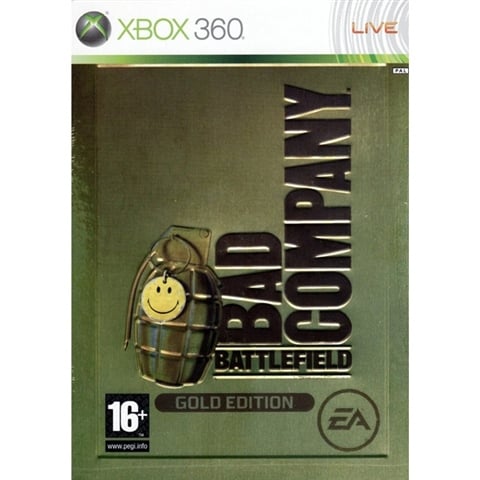 XBOX 360
LIVE
PAL
BAD
COMPANY
BATTLEFIELD
GOLD EDITION
16+
www.pegi.info
EA